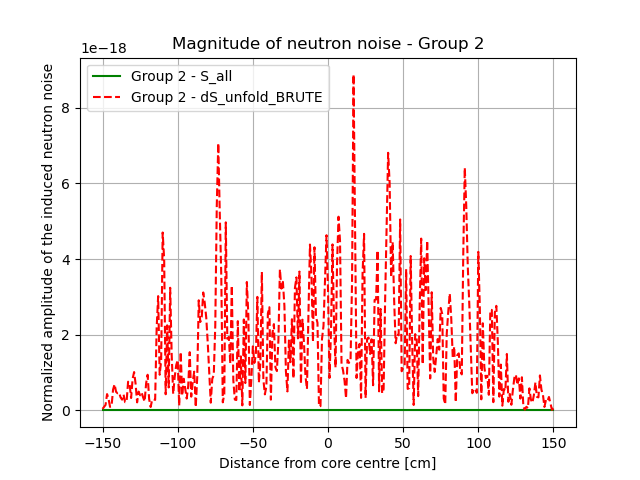 Magnitude of neutron noise - Group 2
1e−18
Group 2 - S_all
Group 2 - dS_unfold_BRUTE
Normalized amplitude of the induced neutron noise
8
6
4
2
0
−150 −100 −50 0 50 100 150
Distance from core centre [cm]